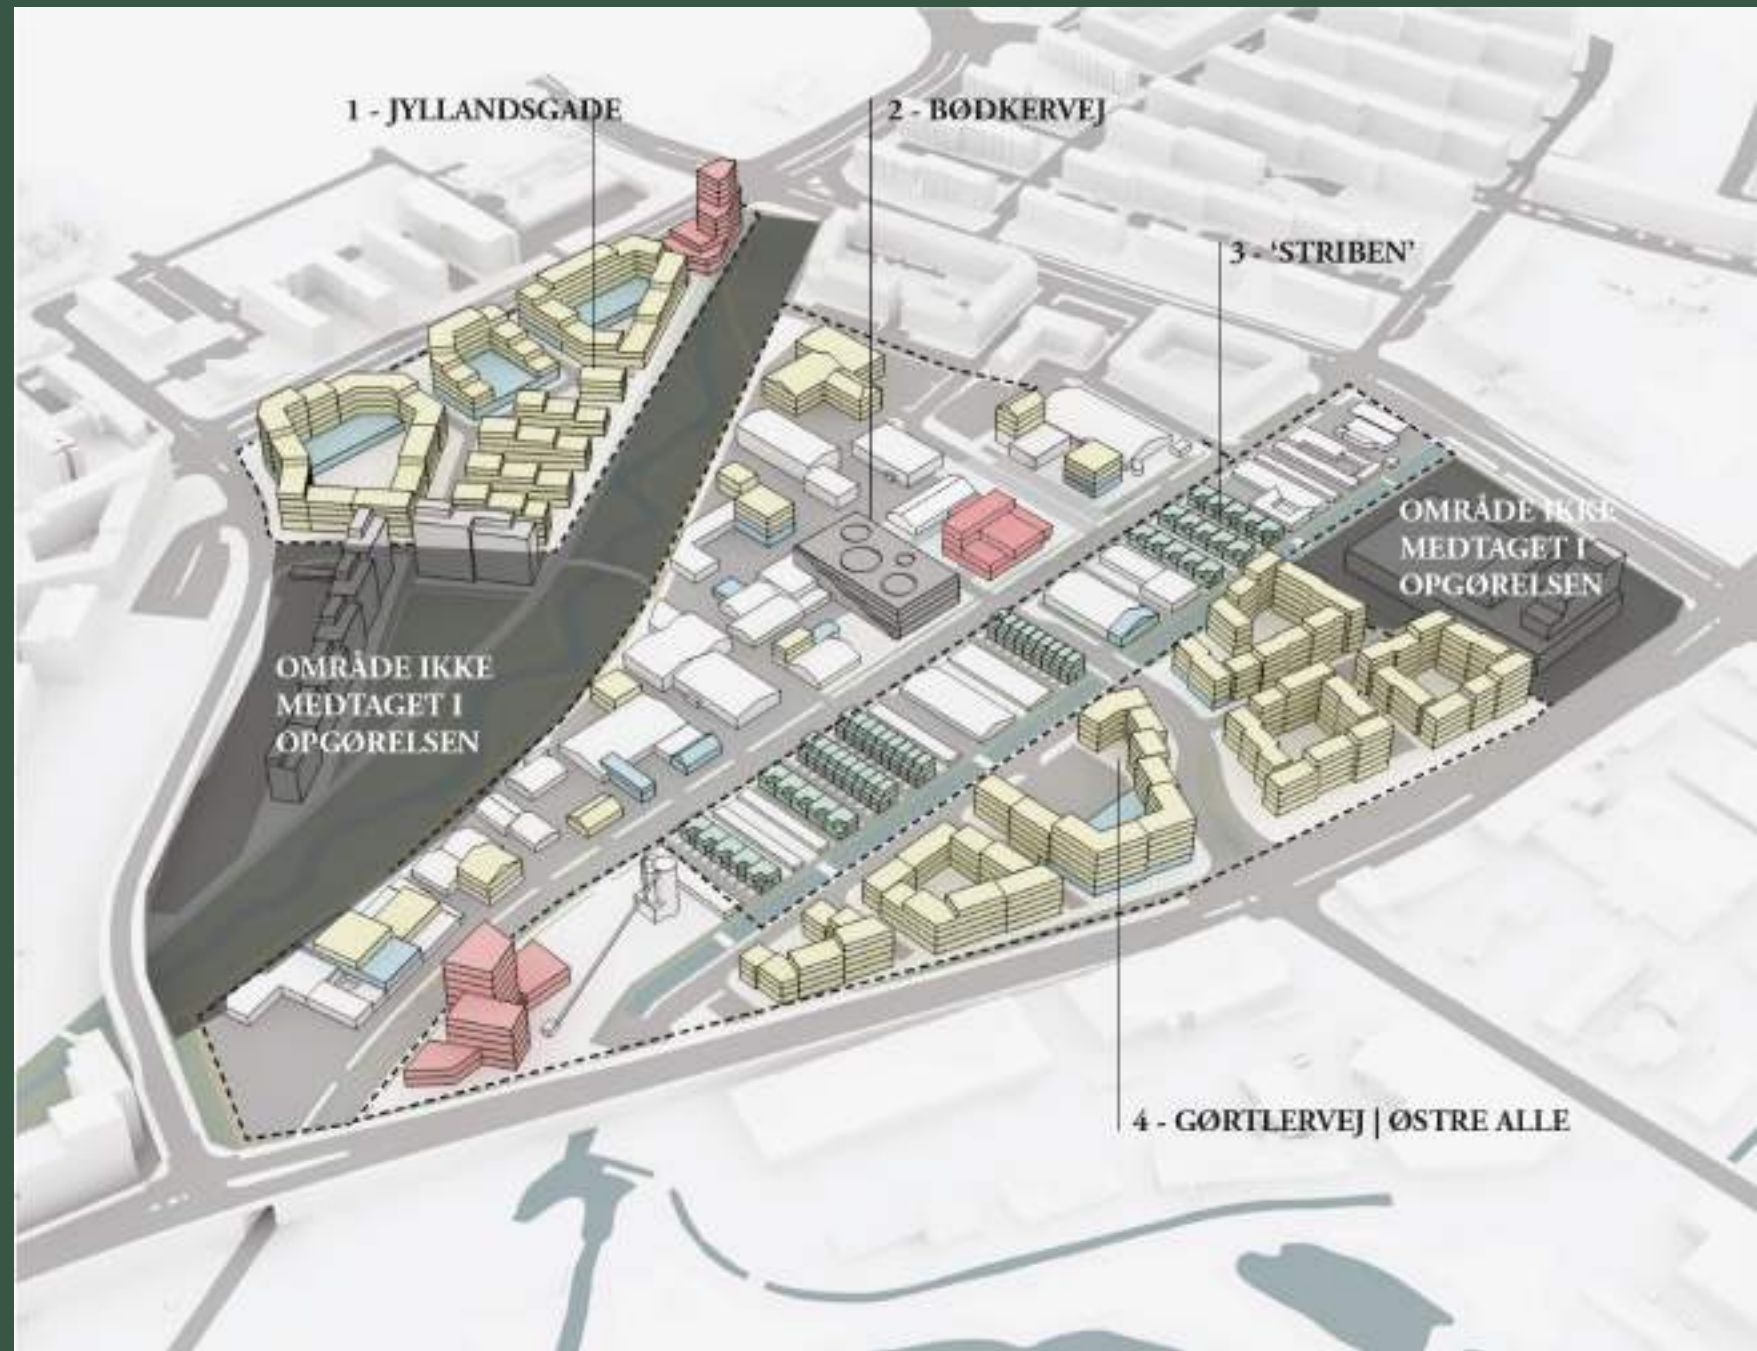 1 - JYLLANDSGADE
2 - BØDKERVEJ
3 - ‘STRIBEN’
OMRÅDE IKKE
MEDTAGET I
OPGØRELSEN
OMRÅDE IKKE
MEDTAGET I
OPGØRELSEN
4 - GØRTLERVEJ | ØSTRE ALLE